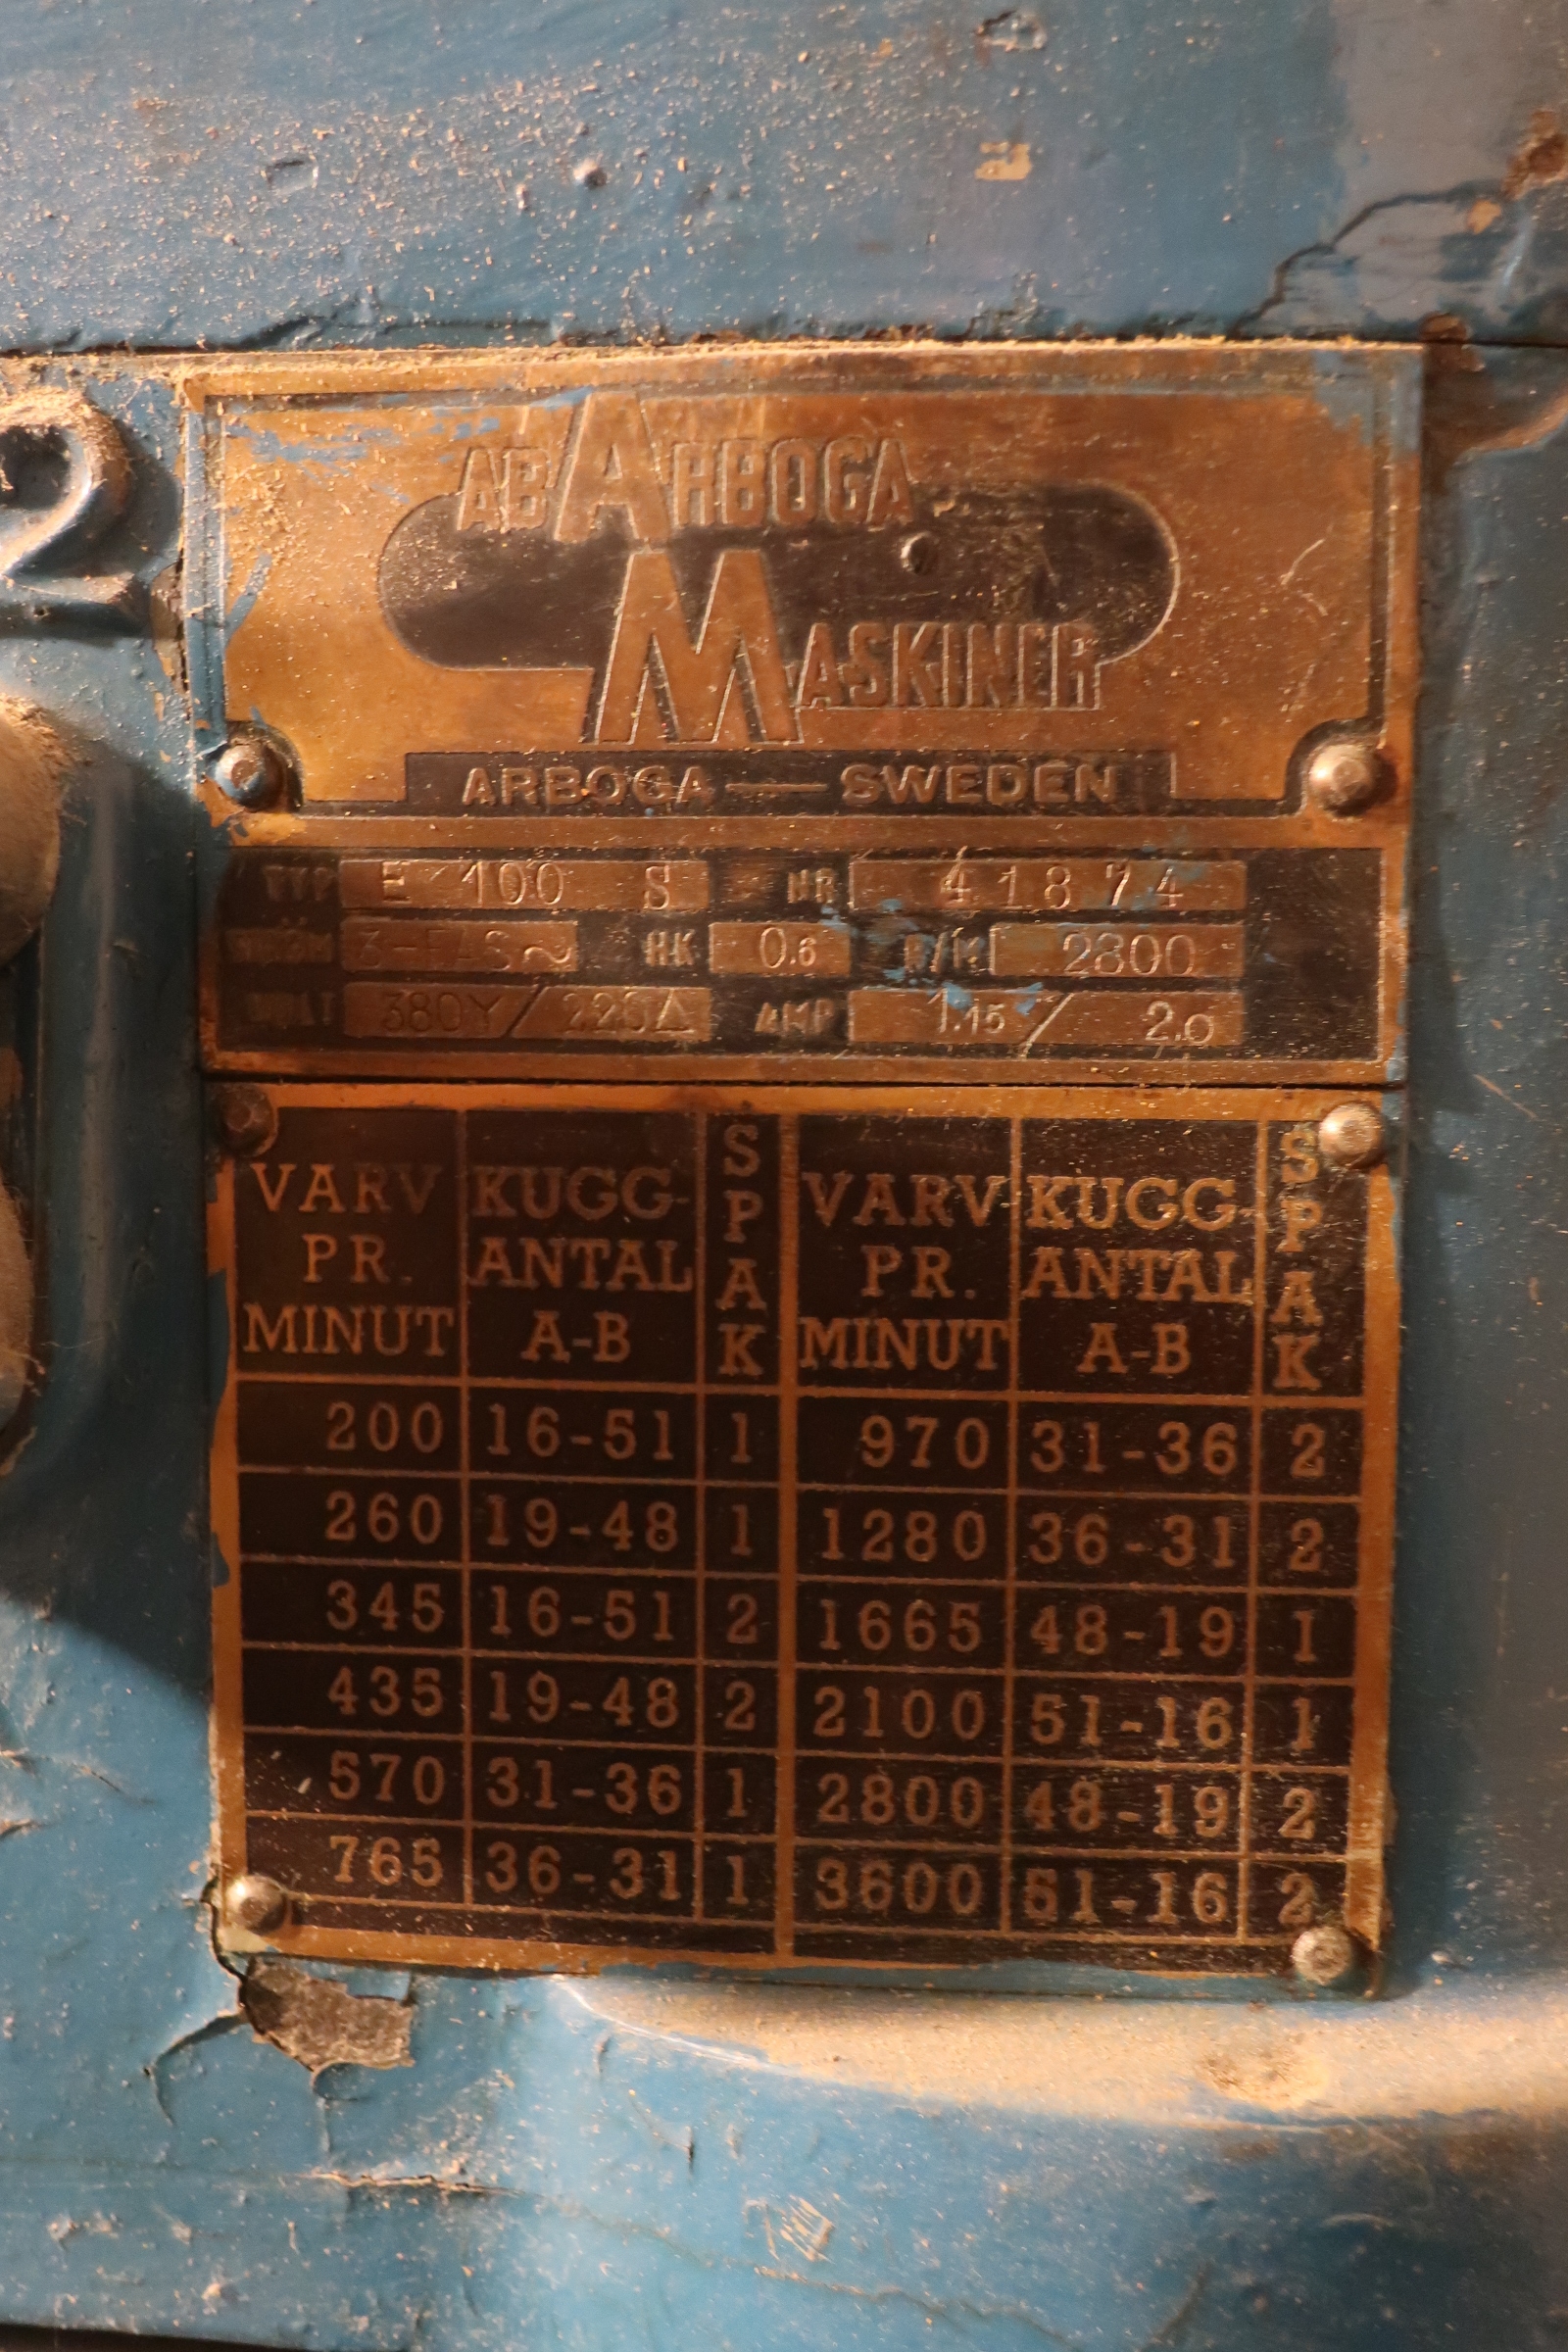 2
AB ARBOGA
MASKINER
ARBOGA — SWEDEN
TYP E 100 S NR 41874
STRÖM 3-FAS~ HK 0.6 R/M 2800
VOLT 380Y/220Δ AMP 1.15/2.0
VARV PR. MINUT KUGG-ANTAL A-B SPAK VARV PR. MINUT KUGG-ANTAL A-B SPAK
200 16-51 1 970 31-36 2
260 19-48 1 1280 36-31 2
345 16-51 2 1665 48-19 1
435 19-48 2 2100 51-16 1
570 31-36 1 2800 48-19 2
765 36-31 1 3600 51-16 2